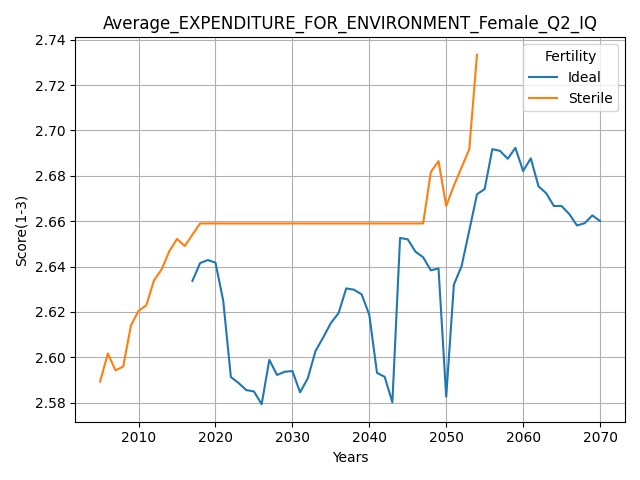 Average_EXPENDITURE_FOR_ENVIRONMENT_Female_Q2_IQ
Score(1-3)
2.74
2.72
2.70
2.68
2.66
2.64
2.62
2.60
2.58
Fertility
Ideal
Sterile
2010 2020 2030 2040 2050 2060 2070
Years